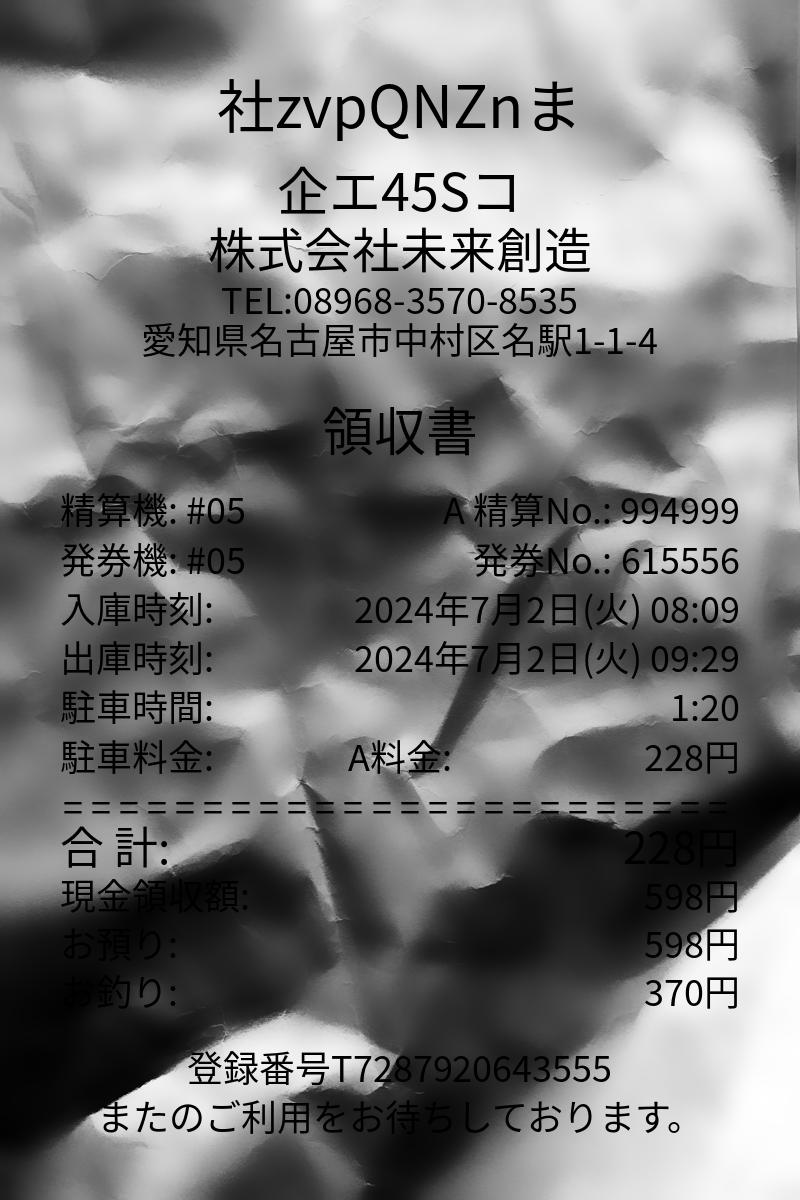 社zvpQNZnま
企エ45Sコ
株式会社未来創造
TEL:08968-3570-8535
愛知県名古屋市中村区名駅1-1-4
領収書
精算機: #05 A 精算No.: 994999
発券機: #05 発券No.: 615556
入庫時刻: 2024年7月2日(火) 08:09
出庫時刻: 2024年7月2日(火) 09:29
駐車時間: 1:20
駐車料金: A料金: 228円
========================
合 計: 228円
現金領収額: 598円
お預り: 598円
お釣り: 370円
登録番号T7287920643555
またのご利用をお待ちしております。